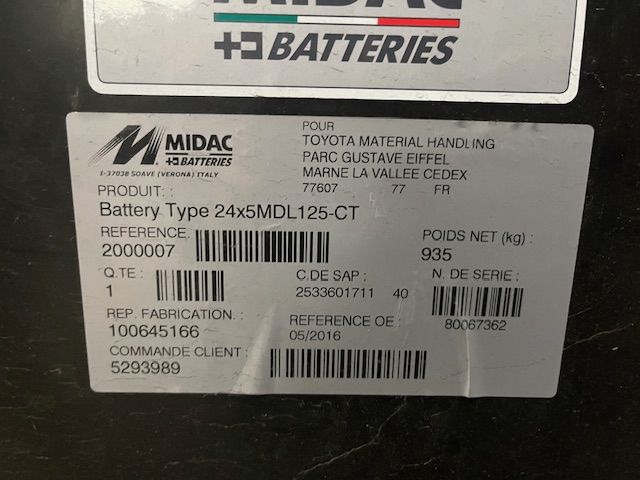 MIDAC
BATTERIES
MIDAC
BATTERIES
I-37038 SOAVE (VERONA) ITALY
POUR
TOYOTA MATERIAL HANDLING
PARC GUSTAVE EIFFEL
MARNE LA VALLEE CEDEX
77607 77 FR
PRODUIT: :
Battery Type 24x5MDL125-CT
REFERENCE.
2000007
POIDS NET (kg) :
935
Q.TE :
1
C.DE SAP :
2533601711 40
N. DE SERIE :
80067362
REP. FABRICATION. :
100645166
REFERENCE OE :
05/2016
COMMANDE CLIENT :
5293989